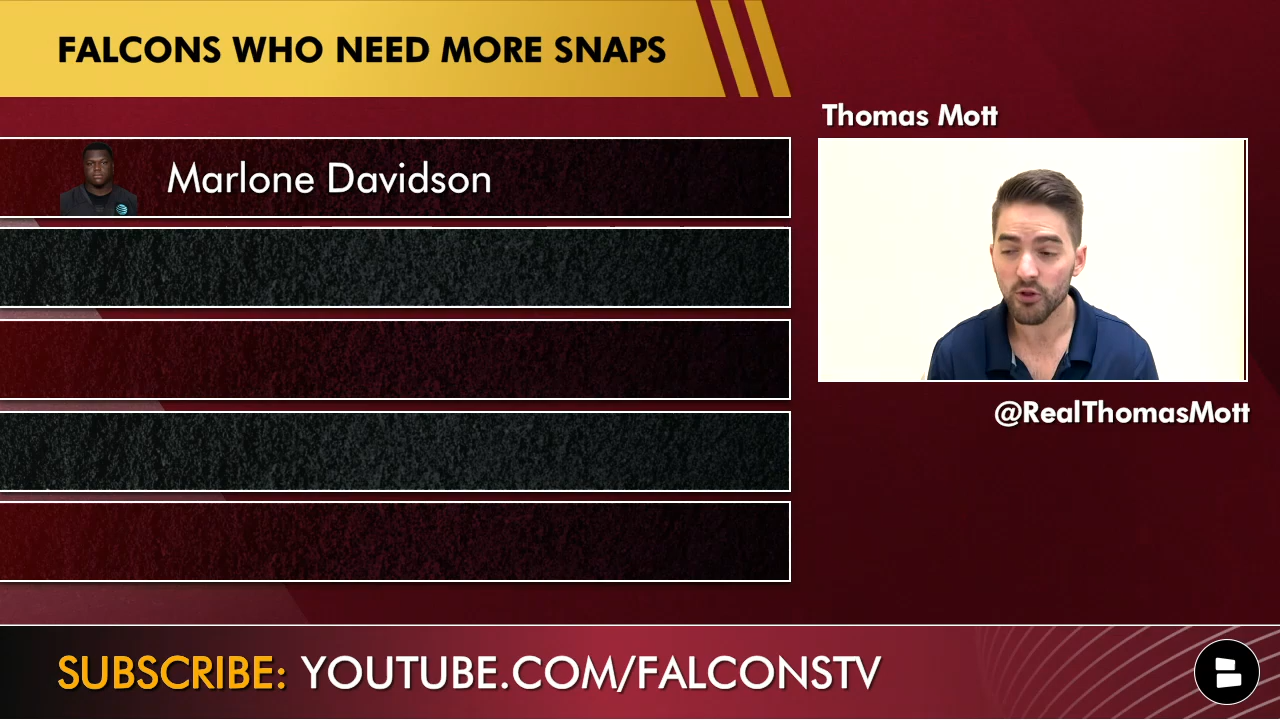 FALCONS WHO NEED MORE SNAPS
Thomas Mott
Marlone Davidson
@RealThomasMott
SUBSCRIBE: YOUTUBE.COM/FALCONSTV